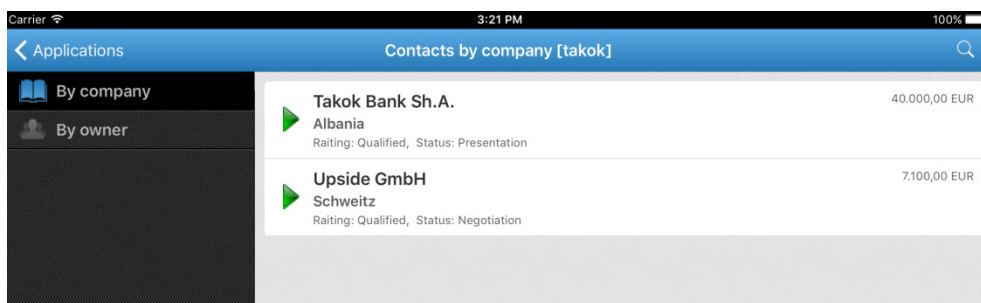 Carrier 3:21 PM 100%
Applications Contacts by company [takok]
By company
By owner
Takok Bank Sh.A. 40.000,00 EUR
Albania
Raiting: Qualified, Status: Presentation
Upside GmbH 7.100,00 EUR
Schweitz
Raiting: Qualified, Status: Negotiation